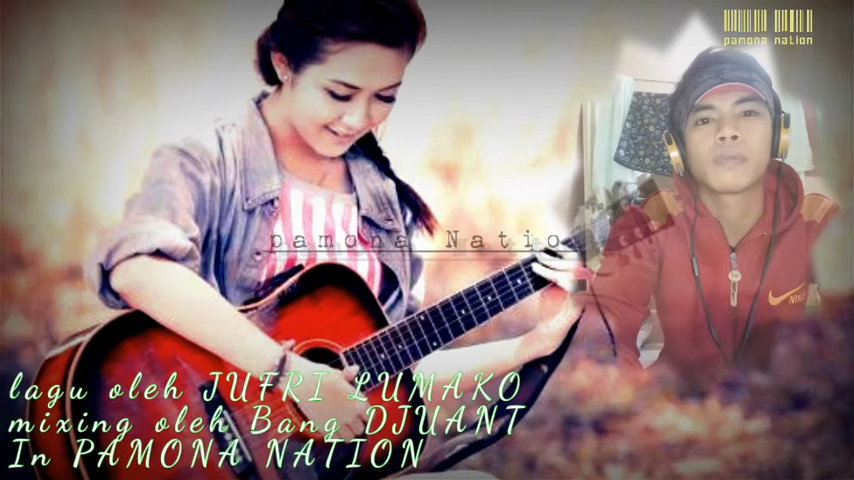 pamona nation
pamona Natio
NIKE
lagu oleh JUFRI LUMAKO
mixing oleh Bang DJUANT
In PAMONA NATION